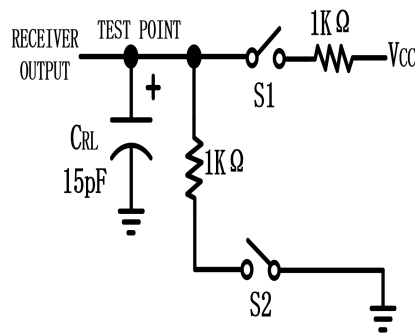 RECEIVER
OUTPUT
TEST POINT
1KΩ
VCC
S1
+
CRL
15pF
1KΩ
S2